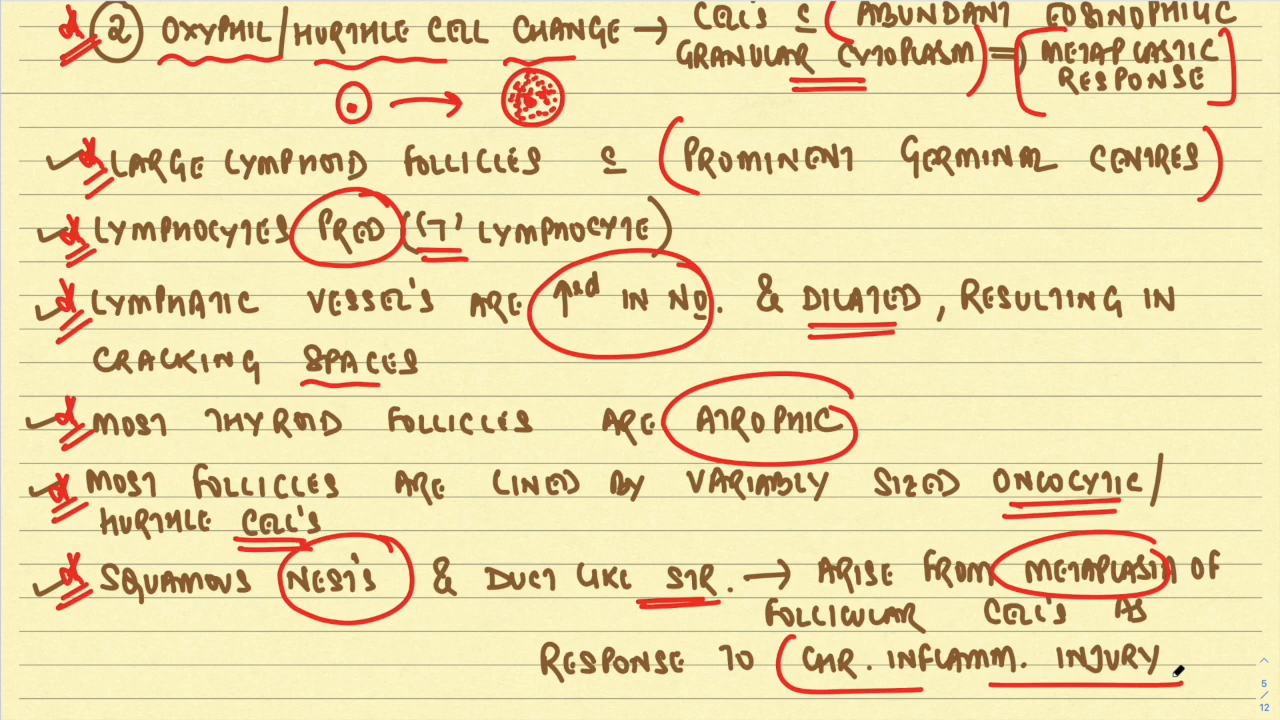 ② OXYPHIL/HURTHLE CELL CHANGE → CELL'S C̄ (ABUNDANT EOSINOPHILIC
GRANULAR CYTOPLASM) ⇒ [METAPLASTIC
RESPONSE]
LARGE LYMPHOID FOLLICLES C̄ (PROMINENT GERMINAL CENTRES)
LYMPHOCYTES PRED ('T' LYMPHOCYTE)
LYMPHATIC VESSEL'S ARE ↑sed IN NO. & DILATED, RESULTING IN
CRACKING SPACES
MOST THYROID FOLLICLES ARE ATROPHIC
MOST FOLLICLES ARE LINED BY VARIABLY SIZED ONCOCYTIC/
HURTHLE CELL'S
SQUAMOUS NEST'S & DUCT LIKE STR. → ARISE FROM METAPLASIA OF
FOLLICULAR CELL'S AS
RESPONSE TO (CHR. INFLAMM. INJURY
5
/
12